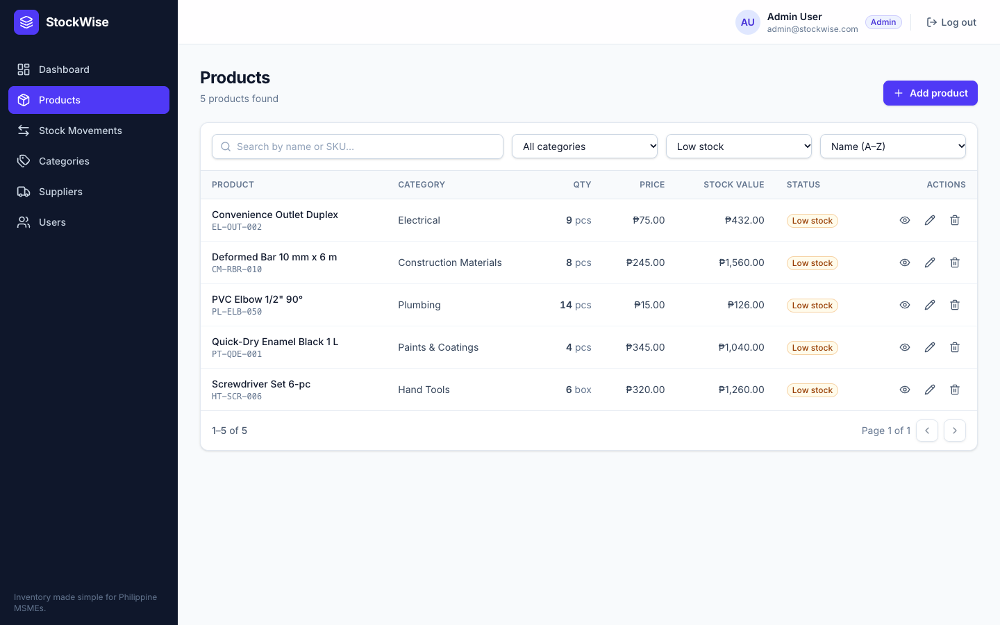 StockWise
Dashboard
Products
Stock Movements
Categories
Suppliers
Users
Inventory made simple for Philippine
MSMEs.
AU
Admin User
admin@stockwise.com
Admin
Log out
Products
5 products found
Add product
Search by name or SKU...
All categories
Low stock
Name (A–Z)
PRODUCT CATEGORY QTY PRICE STOCK VALUE STATUS ACTIONS
Convenience Outlet Duplex
EL-OUT-002
Electrical 9 pcs ₱75.00 ₱432.00 Low stock
Deformed Bar 10 mm x 6 m
CM-RBR-010
Construction Materials 8 pcs ₱245.00 ₱1,560.00 Low stock
PVC Elbow 1/2" 90°
PL-ELB-050
Plumbing 14 pcs ₱15.00 ₱126.00 Low stock
Quick-Dry Enamel Black 1 L
PT-QDE-001
Paints & Coatings 4 pcs ₱345.00 ₱1,040.00 Low stock
Screwdriver Set 6-pc
HT-SCR-006
Hand Tools 6 box ₱320.00 ₱1,260.00 Low stock
1–5 of 5
Page 1 of 1